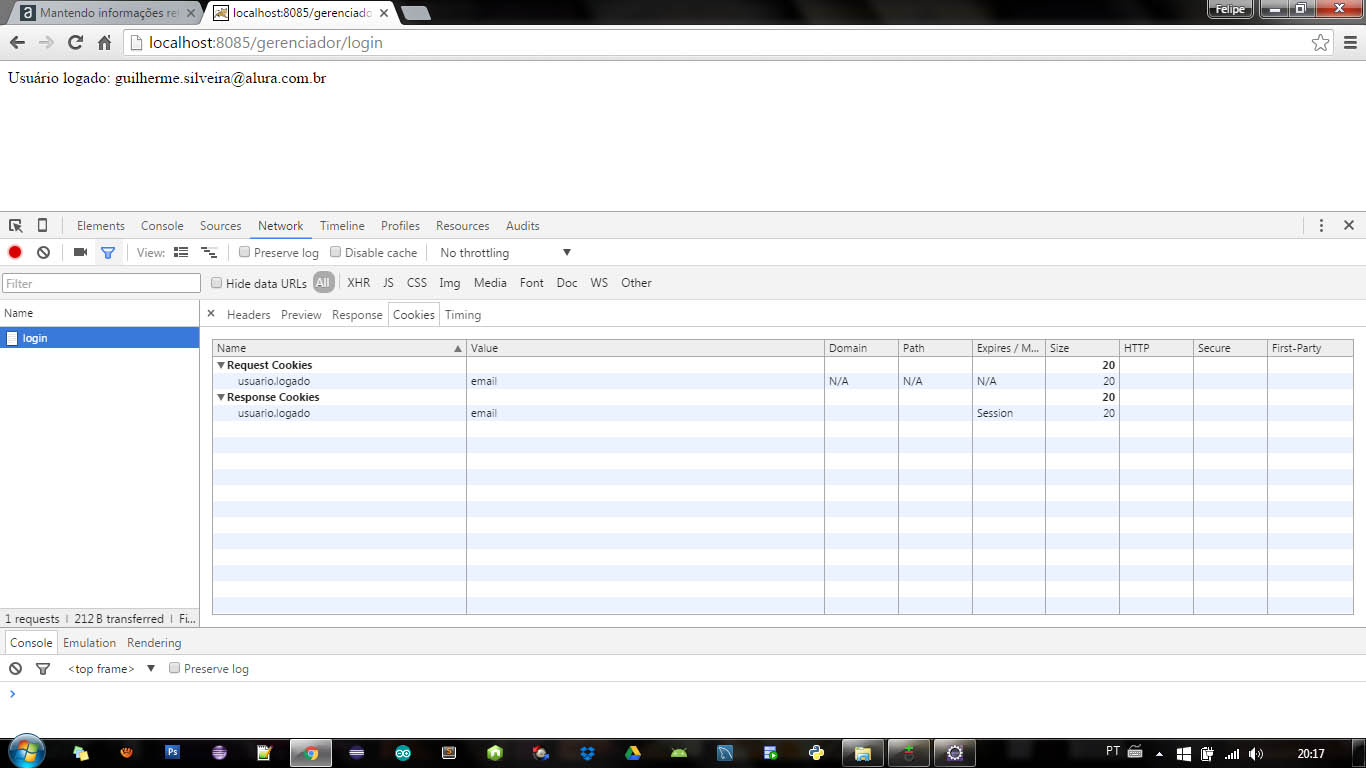 Mantendo informações re
localhost:8085/gerenciado
Felipe
localhost:8085/gerenciador/login
Usuário logado: guilherme.silveira@alura.com.br
Elements Console Sources Network Timeline Profiles Resources Audits
View: Preserve log Disable cache No throttling
Filter Hide data URLs All XHR JS CSS Img Media Font Doc WS Other
Name
Headers Preview Response Cookies Timing
login
Name Value Domain Path Expires / M... Size HTTP Secure First-Party
Request Cookies 20
usuario.logado email N/A N/A N/A 20
Response Cookies 20
usuario.logado email Session 20
1 requests 212 B transferred Fi...
Console Emulation Rendering
<top frame> Preserve log
PT 20:17